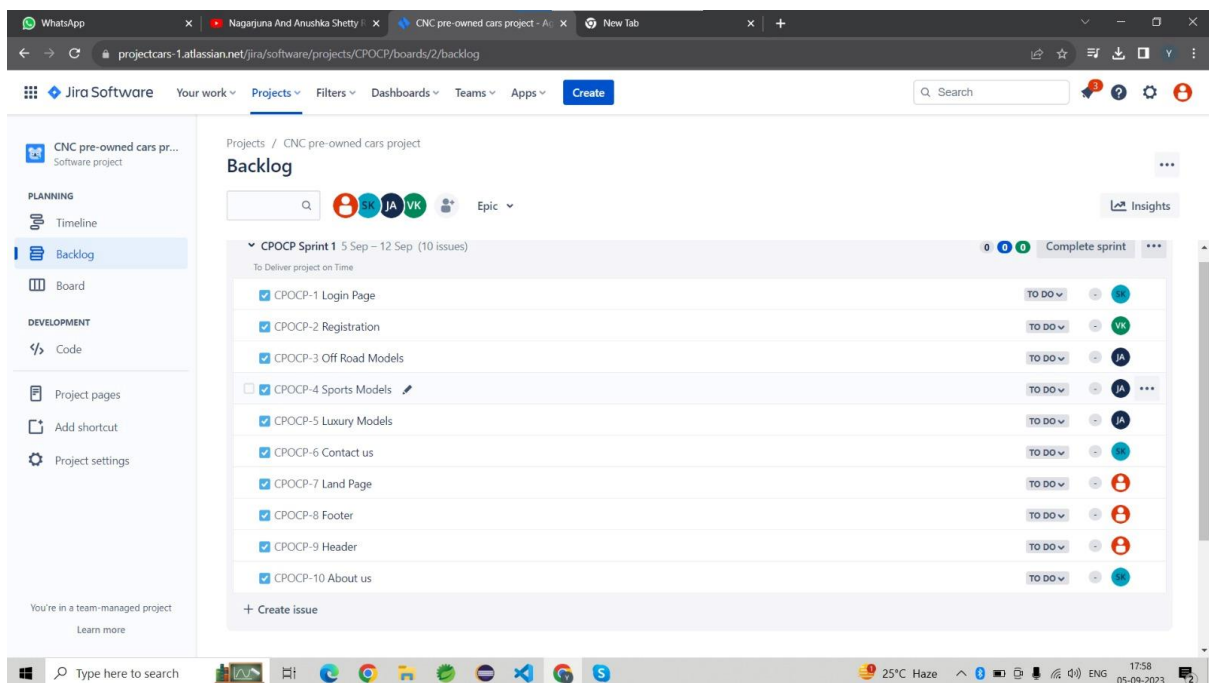 WhatsApp
Nagarjuna And Anushka Shetty
CNC pre-owned cars project - Ag
New Tab
projectcars-1.atlassian.net/jira/software/projects/CPOCP/boards/2/backlog
Y
Jira Software Your work Projects Filters Dashboards Teams Apps Create Search 3
CNC pre-owned cars pr...
Software project
PLANNING
Timeline
Backlog
Board
DEVELOPMENT
Code
Project pages
Add shortcut
Project settings
You're in a team-managed project
Learn more
Projects / CNC pre-owned cars project
Backlog
SK JA VK Epic Insights
CPOCP Sprint 1 5 Sep – 12 Sep (10 issues) 0 0 0 Complete sprint
To Deliver project on Time
CPOCP-1 Login Page TO DO - SK
CPOCP-2 Registration TO DO - VK
CPOCP-3 Off Road Models TO DO - JA
CPOCP-4 Sports Models TO DO - JA
CPOCP-5 Luxury Models TO DO - JA
CPOCP-6 Contact us TO DO - SK
CPOCP-7 Land Page TO DO -
CPOCP-8 Footer TO DO -
CPOCP-9 Header TO DO -
CPOCP-10 About us TO DO - SK
+ Create issue
Type here to search
25°C Haze ENG
17:58
05-09-2023
2